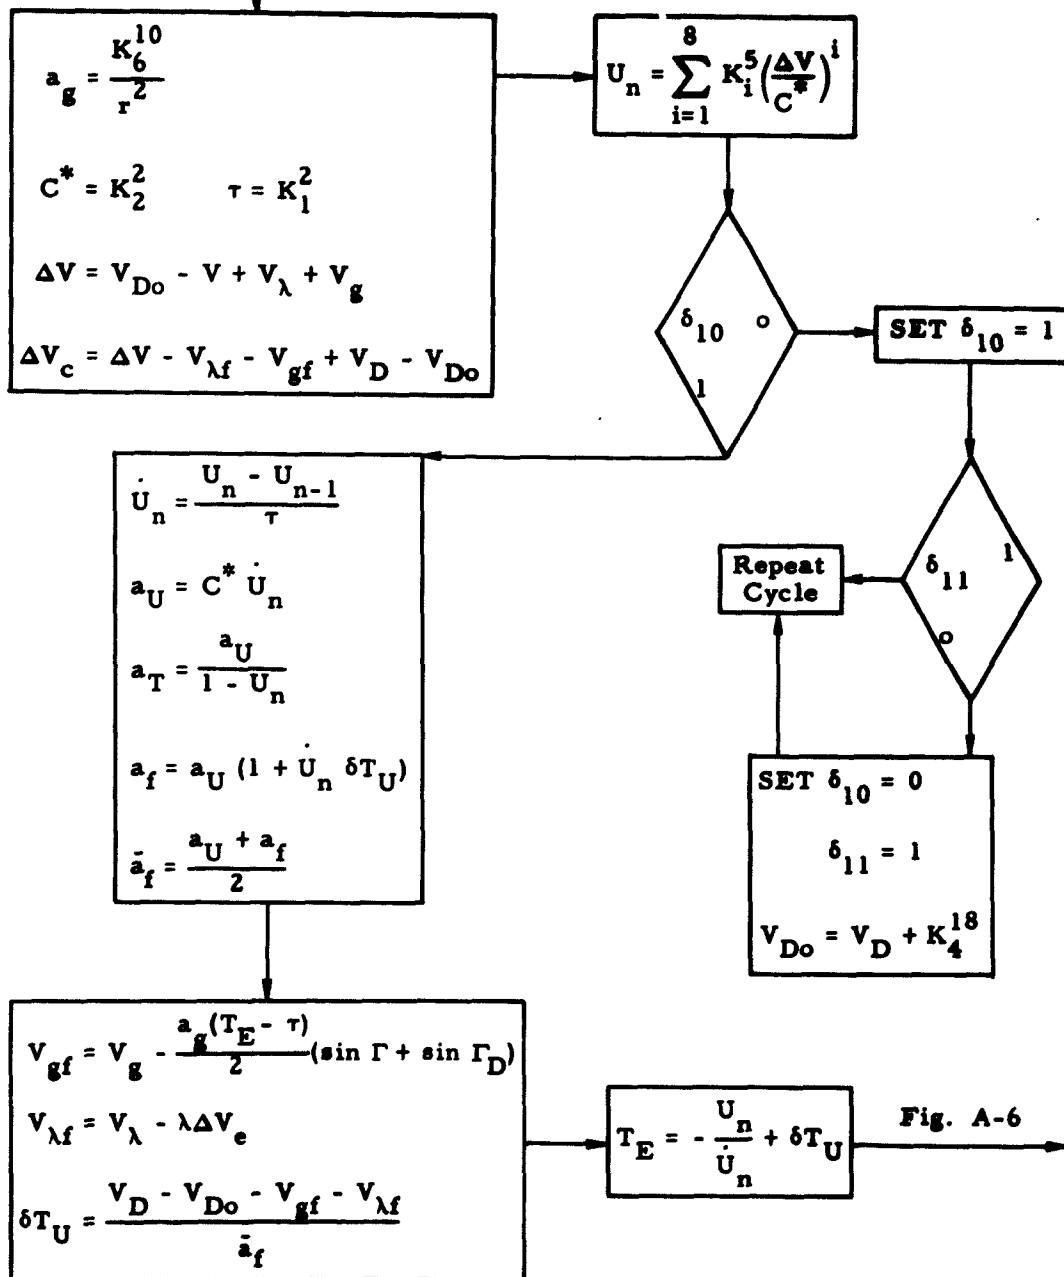 a_g = K_6^10 / r^2
C^* = K_2^2    τ = K_1^2
ΔV = V_Do - V + V_λ + V_g
ΔV_c = ΔV - V_λf - V_gf + V_D - V_Do
U_n = ∑_{i=1}^{8} K_i^5 (ΔV / C^*)^i
δ_10 o
1
SET δ_10 = 1
δ_11 1
o
Repeat
Cycle
SET δ_10 = 0
δ_11 = 1
V_Do = V_D + K_4^18
U̇_n = (U_n - U_{n-1}) / τ
a_U = C^* U̇_n
a_T = a_U / (1 - U_n)
a_f = a_U (1 + U̇_n δT_U)
ā_f = (a_U + a_f) / 2
V_gf = V_g - a_g(T_E - τ) / 2 (sin Γ + sin Γ_D)
V_λf = V_λ - λΔV_e
δT_U = (V_D - V_Do - V_gf - V_λf) / ā_f
T_E = - U_n / U̇_n + δT_U
Fig. A-6